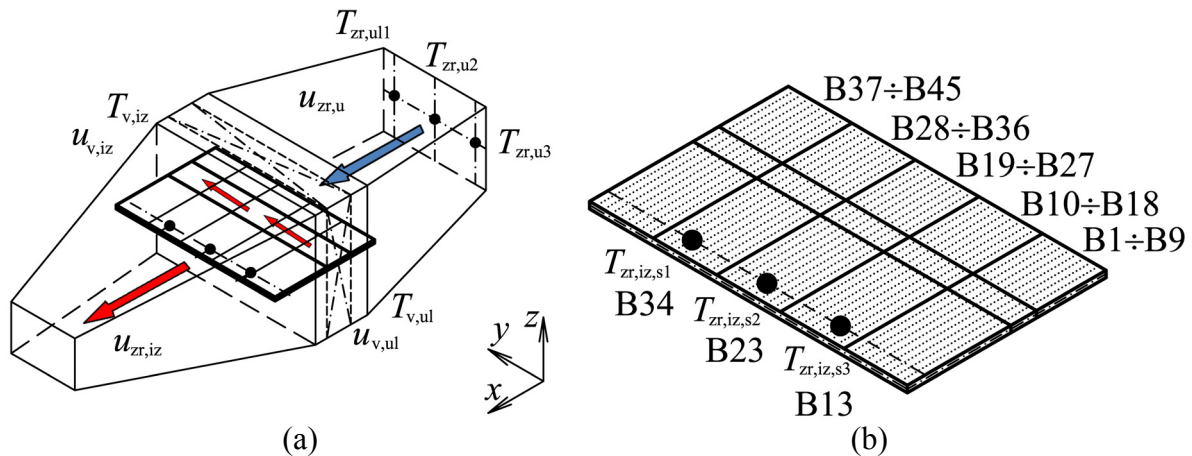 T_zr,ul1
T_zr,u2
u_zr,u
T_zr,u3
T_v,iz
u_v,iz
T_v,ul
u_v,ul
u_zr,iz
y
z
x
(a)
B37÷B45
B28÷B36
B19÷B27
B10÷B18
B1÷B9
T_zr,iz,s1
B34
T_zr,iz,s2
B23
T_zr,iz,s3
B13
(b)